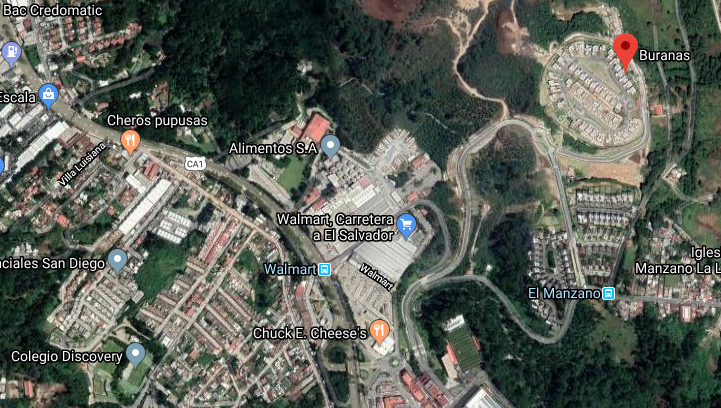 Bac Credomatic
Buranas
Escala
Cheros pupusas
Alimentos S.A
CA1
Villa Luisiana
Walmart, Carretera
a El Salvador
Igles
Manzano La L
nciales San Diego
Walmart
Walmart
El Manzano
Chuck E. Cheese's
Colegio Discovery